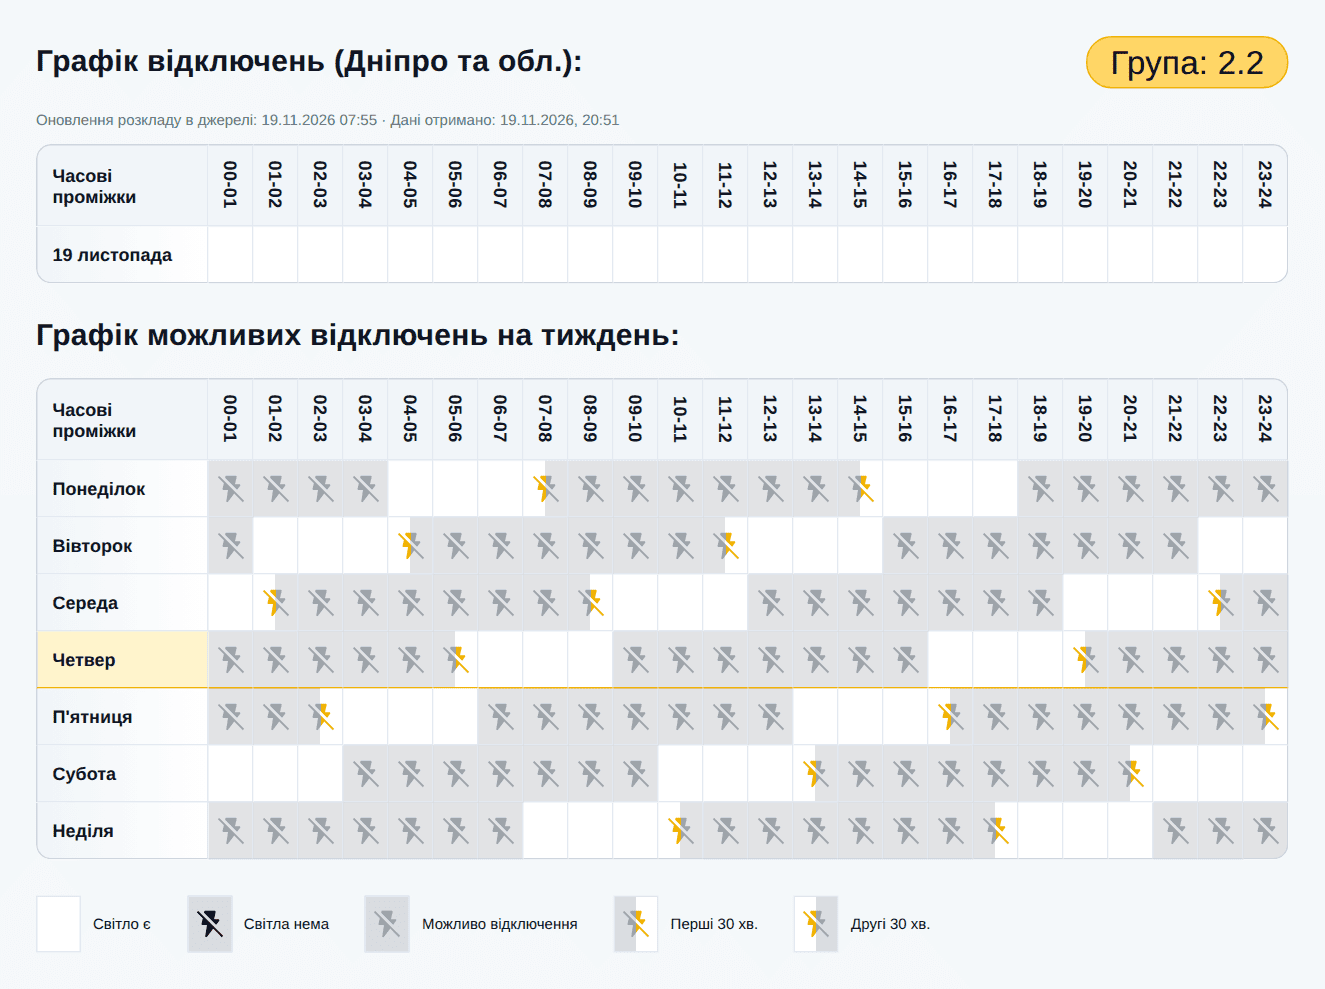 Графік відключень (Дніпро та обл.):
Група: 2.2
Оновлення розкладу в джерелі: 19.11.2026 07:55 · Дані отримано: 19.11.2026, 20:51
Часові
проміжки
00-01 01-02 02-03 03-04 04-05 05-06 06-07 07-08 08-09 09-10 10-11 11-12 12-13 13-14 14-15 15-16 16-17 17-18 18-19 19-20 20-21 21-22 22-23 23-24
19 листопада
Графік можливих відключень на тиждень:
Часові
проміжки
00-01 01-02 02-03 03-04 04-05 05-06 06-07 07-08 08-09 09-10 10-11 11-12 12-13 13-14 14-15 15-16 16-17 17-18 18-19 19-20 20-21 21-22 22-23 23-24
Понеділок
Вівторок
Середа
Четвер
П'ятниця
Субота
Неділя
Світло є
Світла нема
Можливо відключення
Перші 30 хв.
Другі 30 хв.